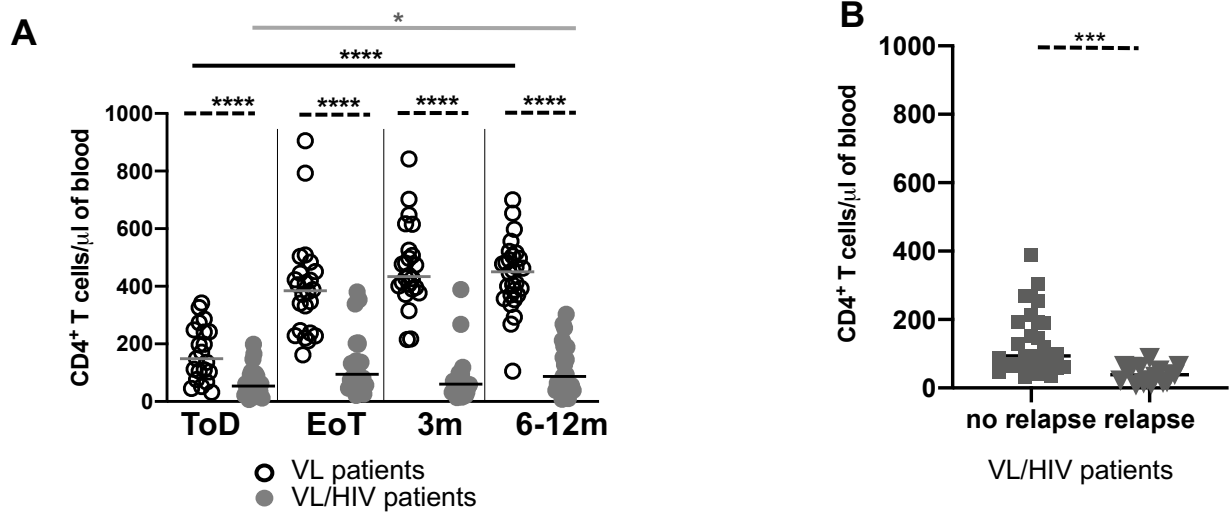 A
*
****
**** **** **** ****
CD4⁺ T cells/μl of blood
1000
800
600
400
200
0
ToD EoT 3m 6-12m
VL patients
VL/HIV patients
B
***
CD4⁺ T cells/μl of blood
1000
800
600
400
200
0
no relapse relapse
VL/HIV patients